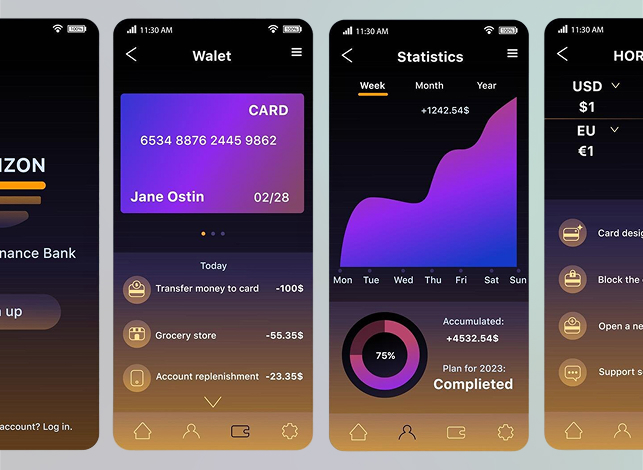 100%
IZON
nance Bank
up
account? Log in.
11:30 AM
100%
Walet
CARD
6534 8876 2445 9862
Jane Ostin 02/28
Today
Transfer money to card -100$
Grocery store -55.35$
Account replenishment -23.35$
11:30 AM
100%
Statistics
Week Month Year
+1242.54$
Mon Tue Wed Thu Fri Sat Sun
75%
Accumulated:
+4532.54$
Plan for 2023:
Complieted
11:30 AM
HOR
USD
$1
EU
€1
Card desig
Block the
Open a ne
Support s